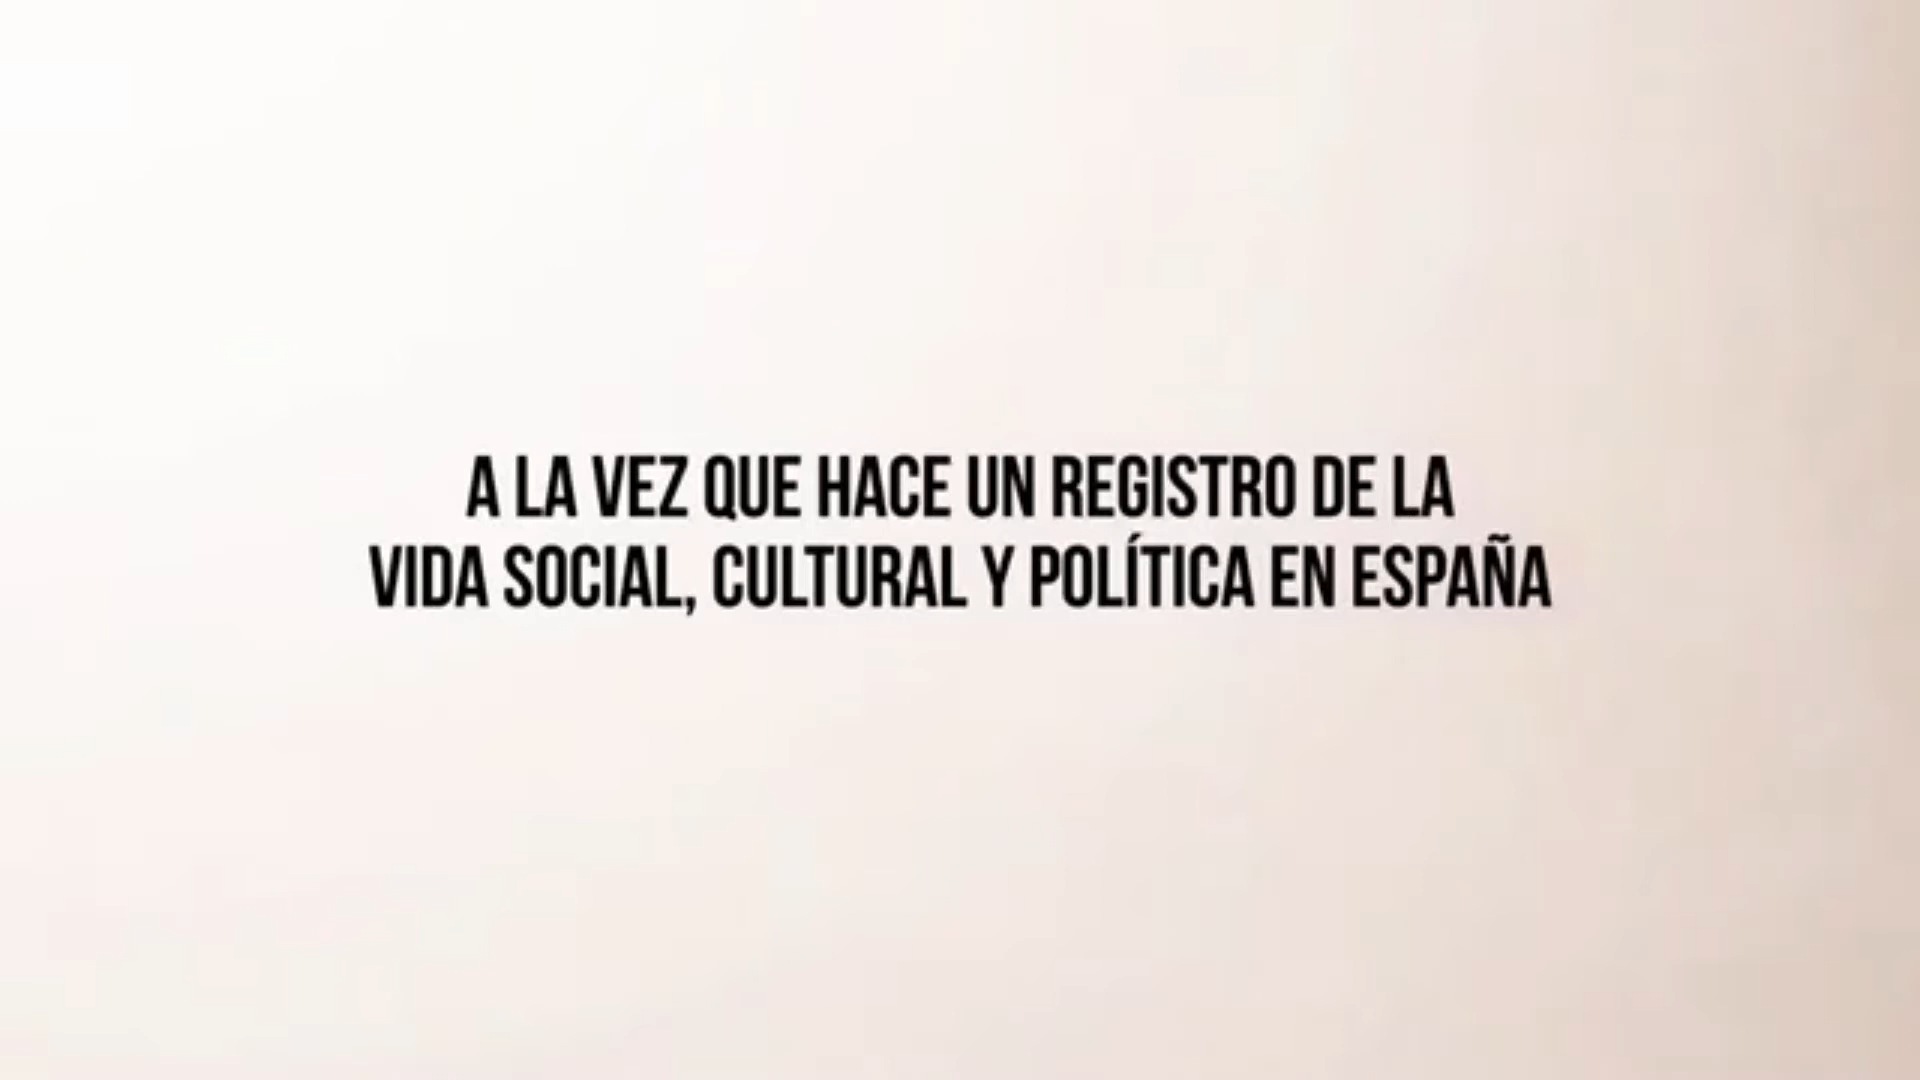 A LA VEZ QUE HACE UN REGISTRO DE LA
VIDA SOCIAL, CULTURAL Y POLÍTICA EN ESPAÑA